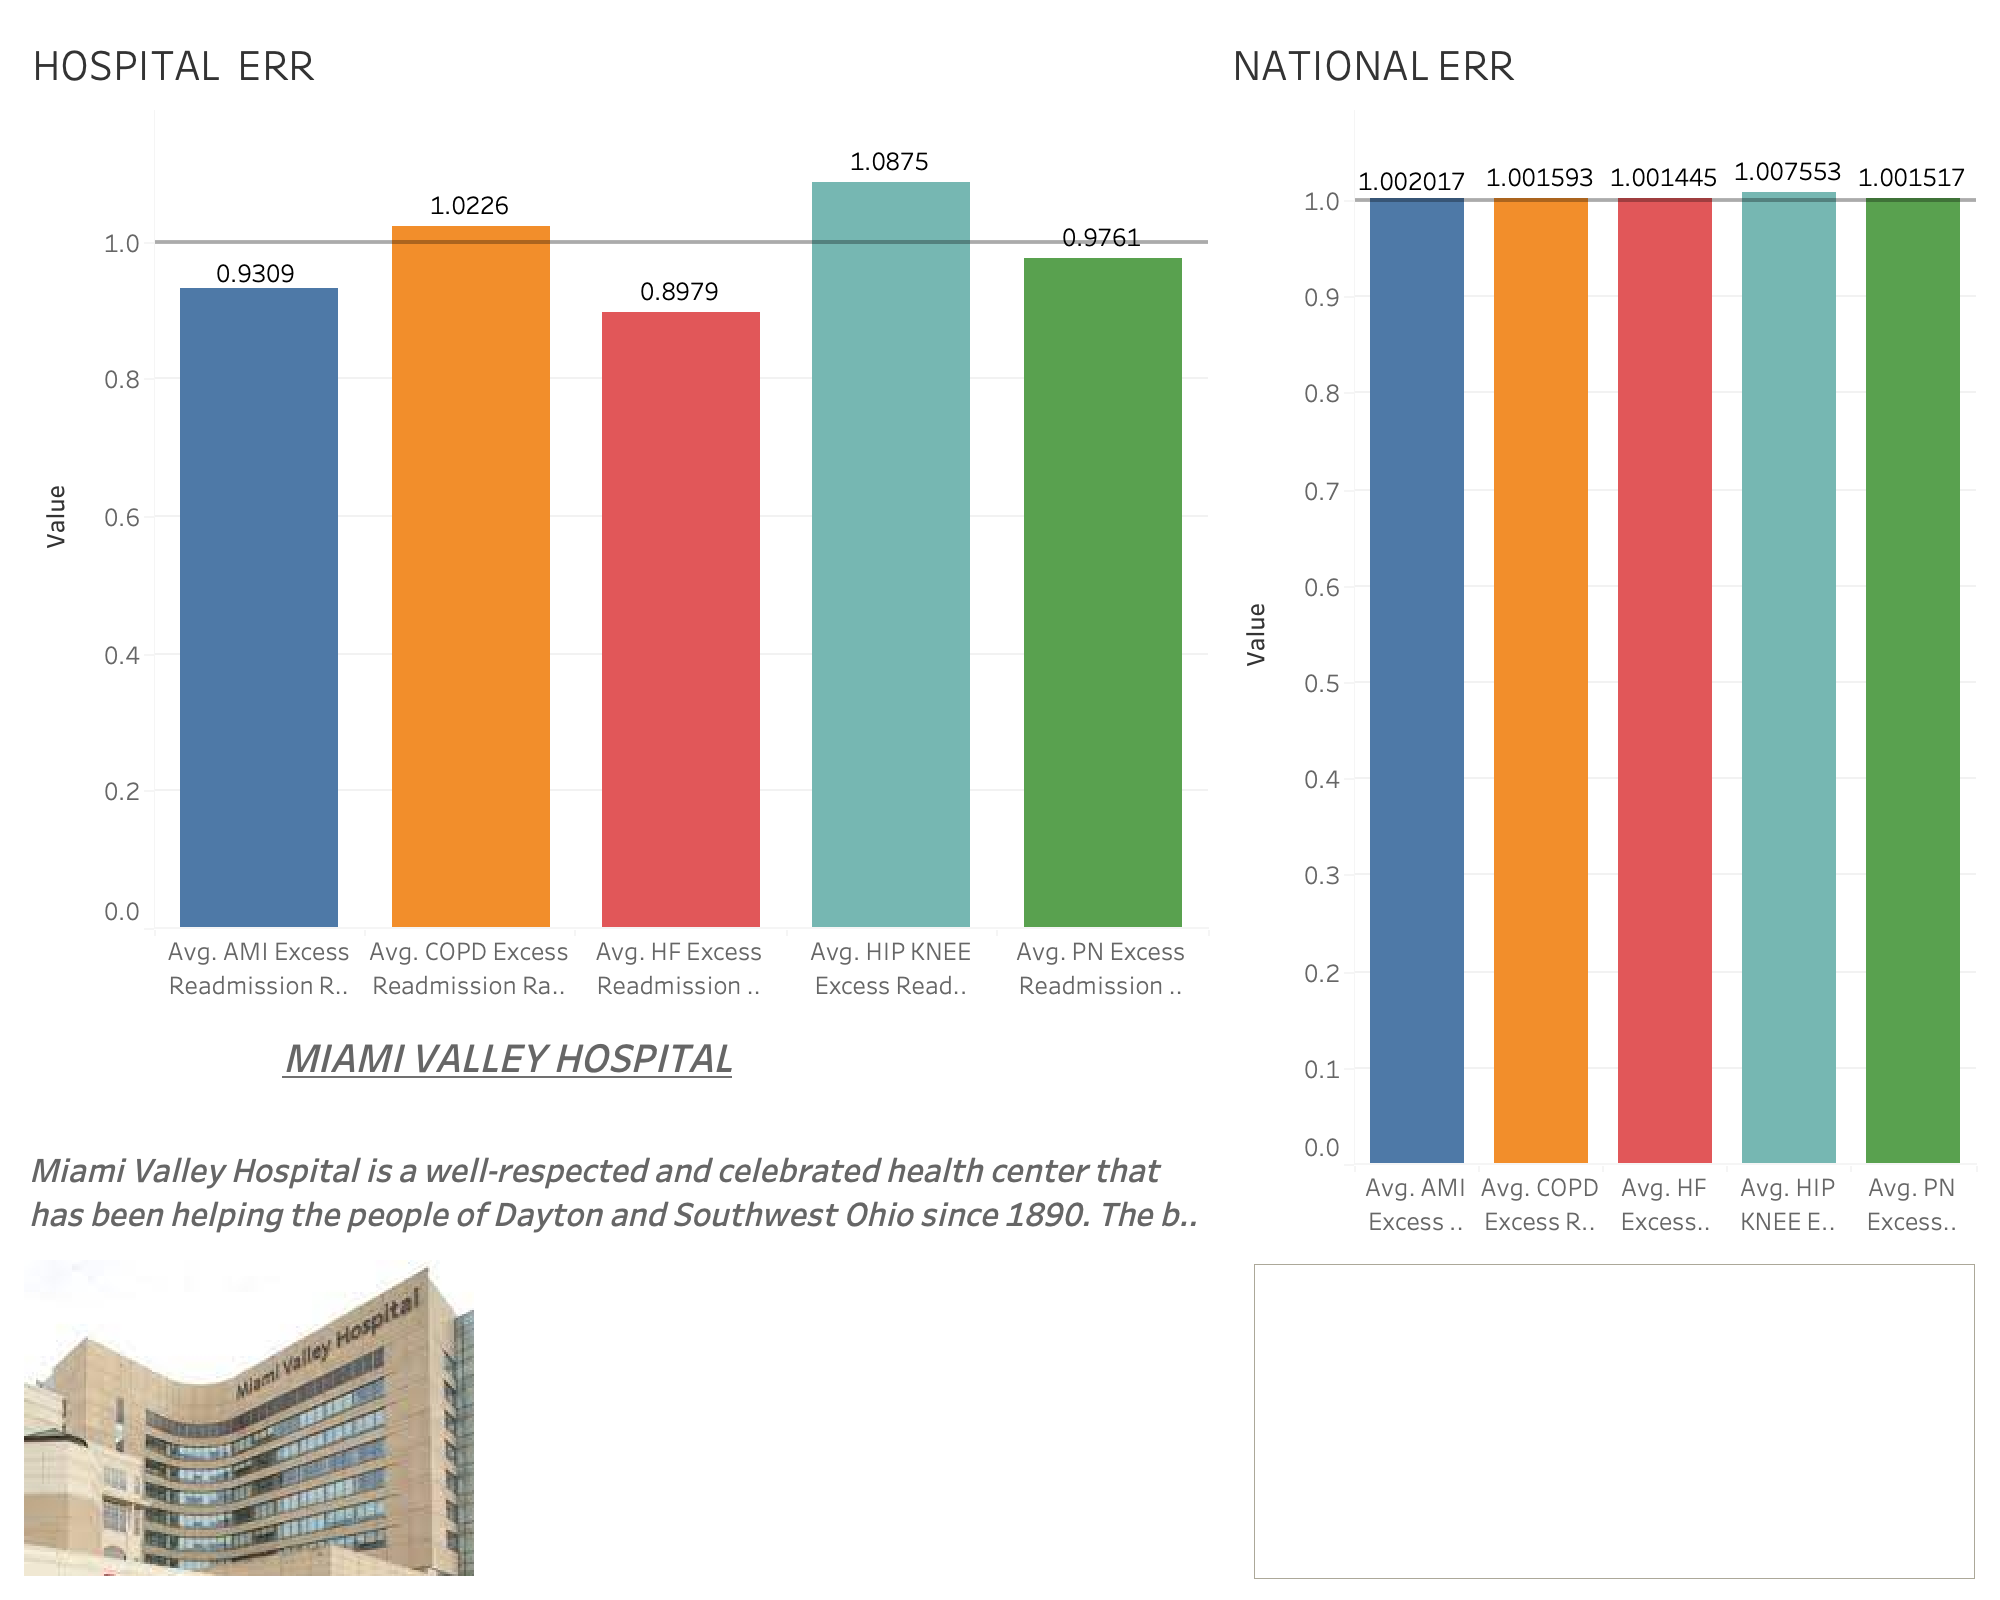 HOSPITAL ERR
1.0875
1.0226
0.9761
0.9309
0.8979
1.0
0.8
0.6
0.4
0.2
0.0
Value
Avg. AMI Excess
Readmission R..
Avg. COPD Excess
Readmission Ra..
Avg. HF Excess
Readmission ..
Avg. HIP KNEE
Excess Read..
Avg. PN Excess
Readmission ..
MIAMI VALLEY HOSPITAL
Miami Valley Hospital is a well-respected and celebrated health center that
has been helping the people of Dayton and Southwest Ohio since 1890. The b..
Miami Valley Hospital
NATIONAL ERR
1.002017
1.001593
1.001445
1.007553
1.001517
1.0
0.9
0.8
0.7
0.6
0.5
0.4
0.3
0.2
0.1
0.0
Value
Avg. AMI
Excess ..
Avg. COPD
Excess R..
Avg. HF
Excess..
Avg. HIP
KNEE E..
Avg. PN
Excess..